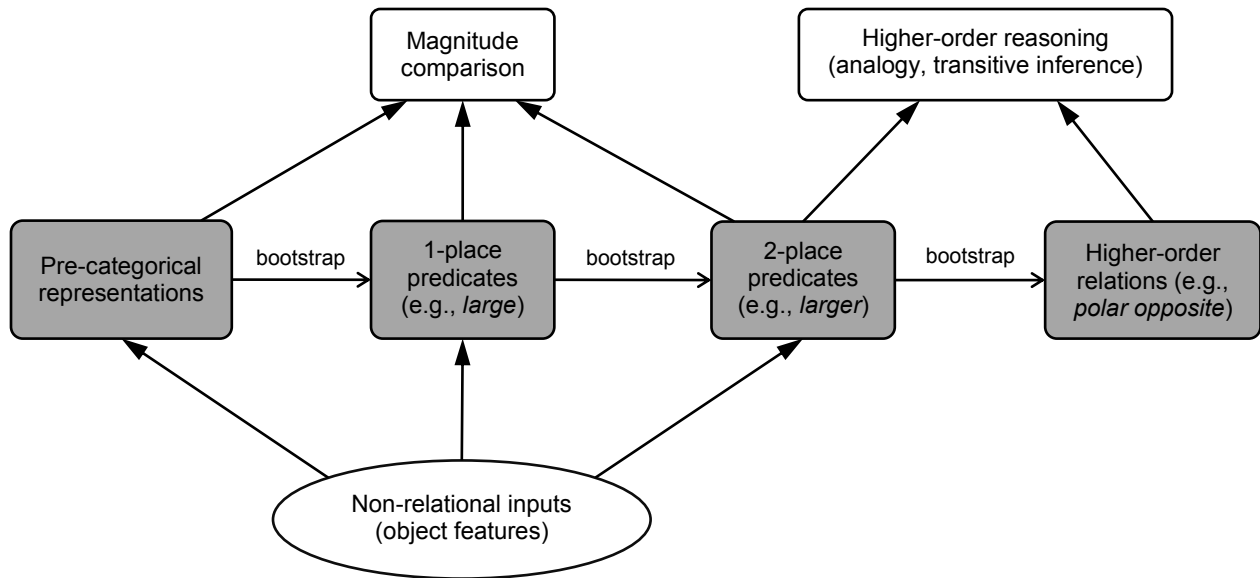 Magnitude
comparison
Higher-order reasoning
(analogy, transitive inference)
Pre-categorical
representations
bootstrap
1-place
predicates
(e.g., large)
bootstrap
2-place
predicates
(e.g., larger)
bootstrap
Higher-order
relations (e.g.,
polar opposite)
Non-relational inputs
(object features)